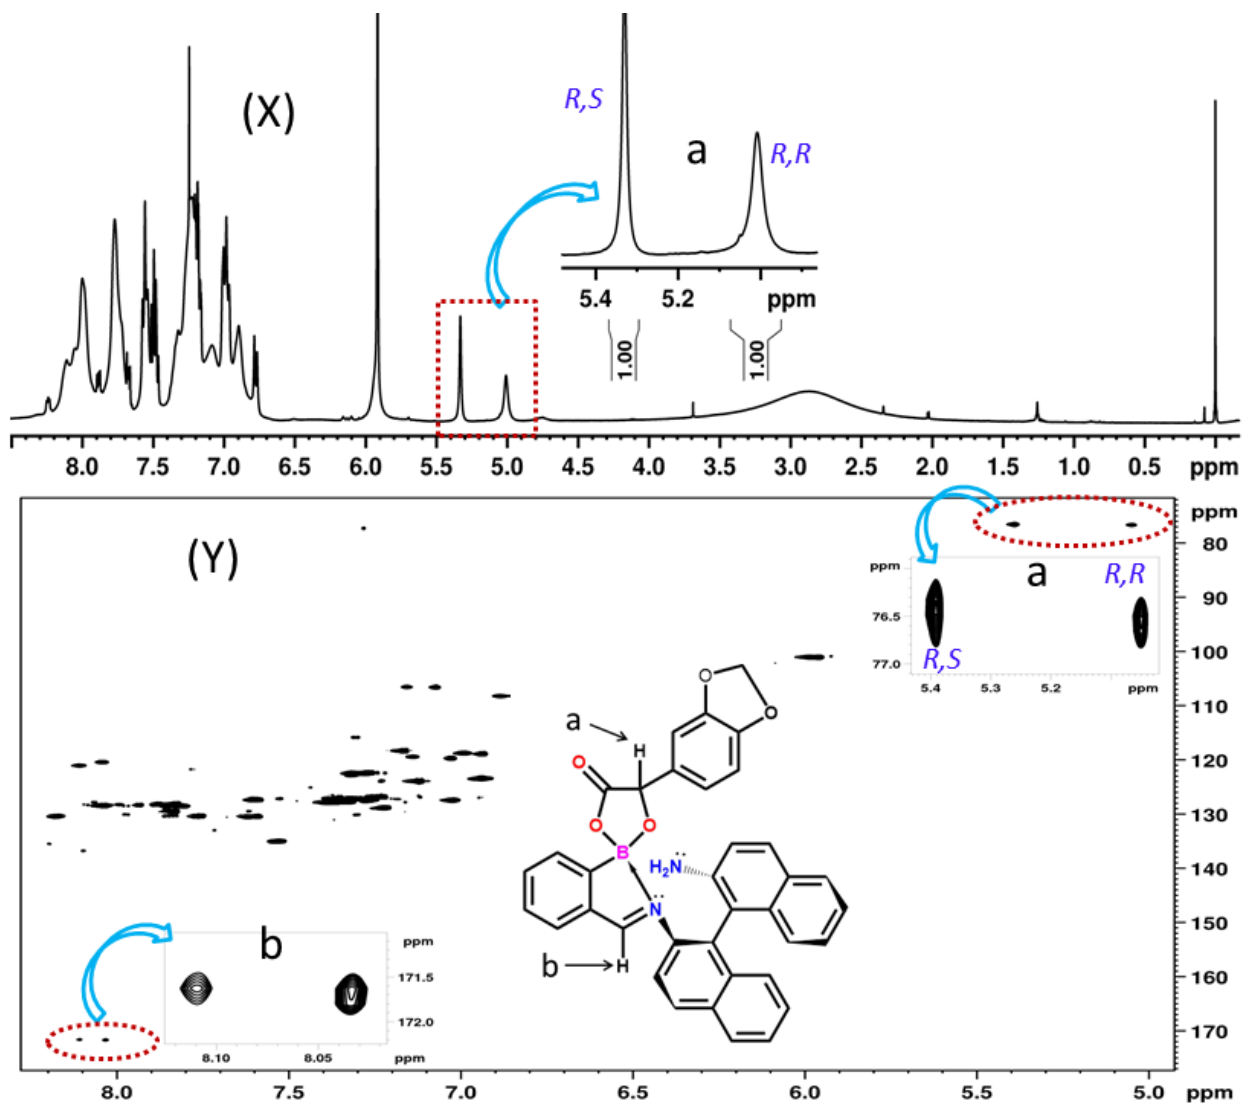 (X)
R,S
a
R,R
5.4 5.2 ppm
1.00 1.00
8.0 7.5 7.0 6.5 6.0 5.5 5.0 4.5 4.0 3.5 3.0 2.5 2.0 1.5 1.0 0.5 ppm
(Y)
ppm
80
90
100
110
120
130
140
150
160
170
a
R,R
ppm
76.5
77.0
R,S
5.4 5.3 5.2 ppm
a
H
O
O
O
O
O
B
H2N
N
b
H
b
ppm
171.5
172.0
8.10 8.05 ppm
8.0 7.5 7.0 6.5 6.0 5.5 5.0 ppm